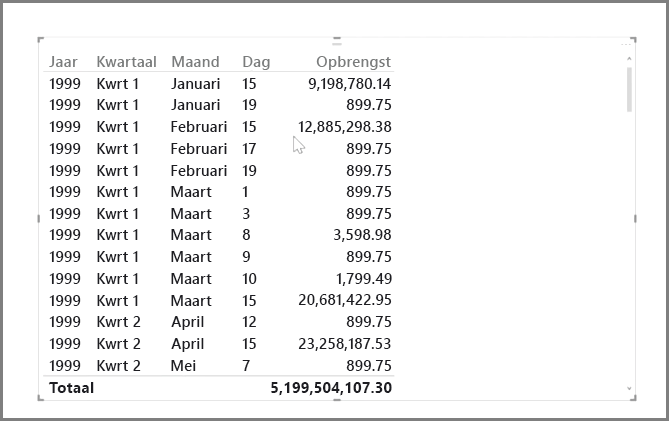 Jaar Kwartaal Maand Dag Opbrengst
1999 Kwrt 1 Januari 15 9,198,780.14
1999 Kwrt 1 Januari 19 899.75
1999 Kwrt 1 Februari 15 12,885,298.38
1999 Kwrt 1 Februari 17 899.75
1999 Kwrt 1 Februari 19 899.75
1999 Kwrt 1 Maart 1 899.75
1999 Kwrt 1 Maart 3 899.75
1999 Kwrt 1 Maart 8 3,598.98
1999 Kwrt 1 Maart 9 899.75
1999 Kwrt 1 Maart 10 1,799.49
1999 Kwrt 1 Maart 15 20,681,422.95
1999 Kwrt 2 April 12 899.75
1999 Kwrt 2 April 15 23,258,187.53
1999 Kwrt 2 Mei 7 899.75
Totaal 5,199,504,107.30